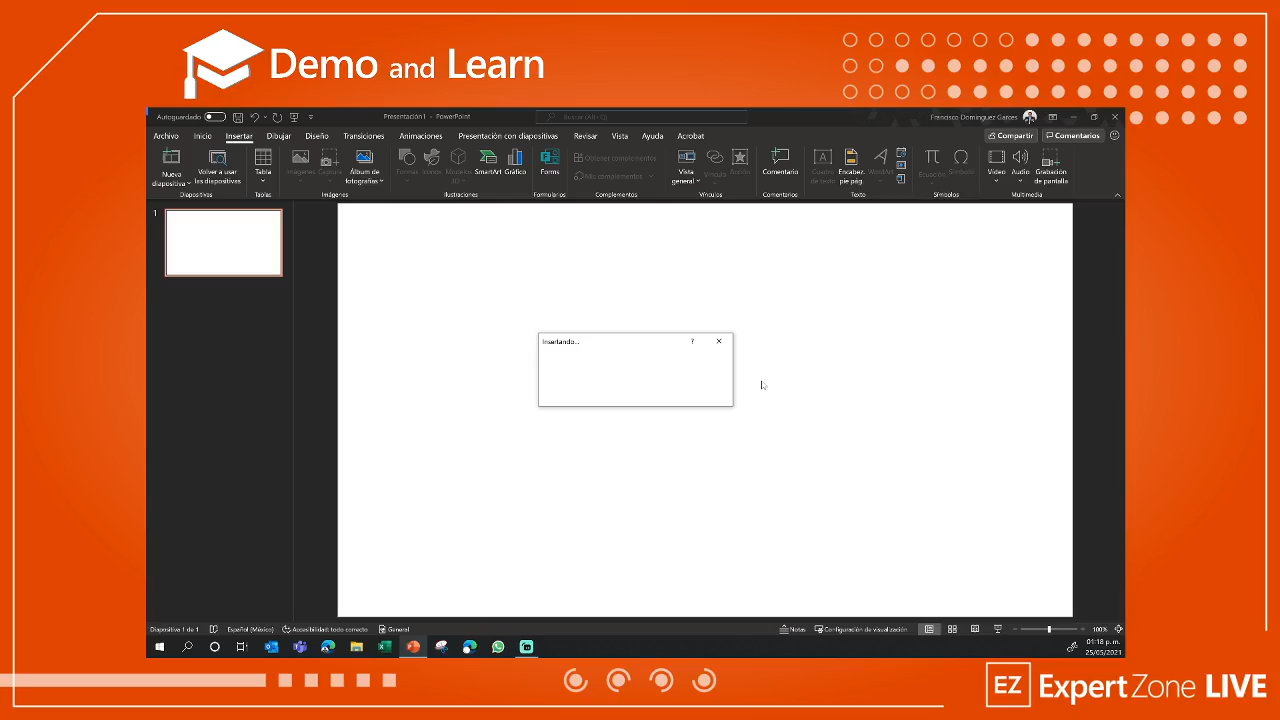 Demo and Learn
Autoguardado
Presentación1 - PowerPoint
Buscar (Alt+Q)
Francisco Dominguez Garces
Archivo Inicio Insertar Dibujar Diseño Transiciones Animaciones Presentación con diapositivas Revisar Vista Ayuda Acrobat
Compartir Comentarios
Nueva diapositiva
Volver a usar las diapositivas
Tabla
Imágenes
Captura
Álbum de fotografías
Formas
Iconos
Modelos 3D
SmartArt
Gráfico
Forms
Obtener complementos
Mis complementos
Vista general
Vínculo
Acción
Comentario
Cuadro de texto
Encabez. pie pág.
WordArt
Ecuación
Símbolo
Vídeo
Audio
Grabación de pantalla
Diapositivas Tablas Imágenes Ilustraciones Formularios Complementos Vínculos Comentarios Texto Símbolos Multimedia
1
Insertando... ?
Diapositiva 1 de 1 Español (México) Accesibilidad: todo correcto General
Notas Configuración de visualización 100%
01:18 p. m.
25/05/2021
EZ ExpertZone LIVE